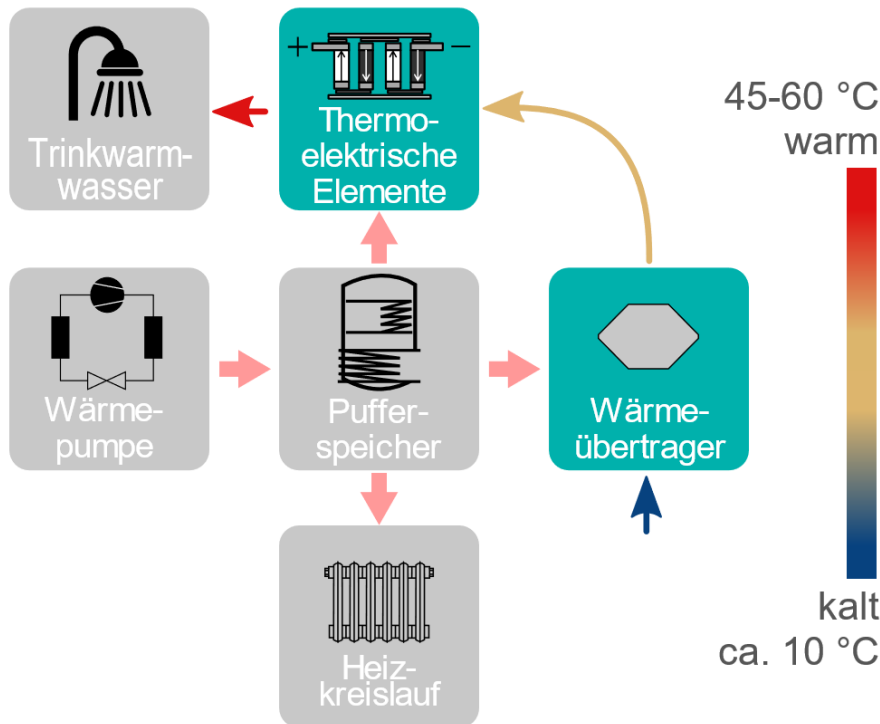 Trinkwarm-
wasser
+
−
Thermo-
elektrische
Elemente
45-60 °C
warm
Wärme-
pumpe
Puffer-
speicher
Wärme-
übertrager
Heiz-
kreislauf
kalt
ca. 10 °C